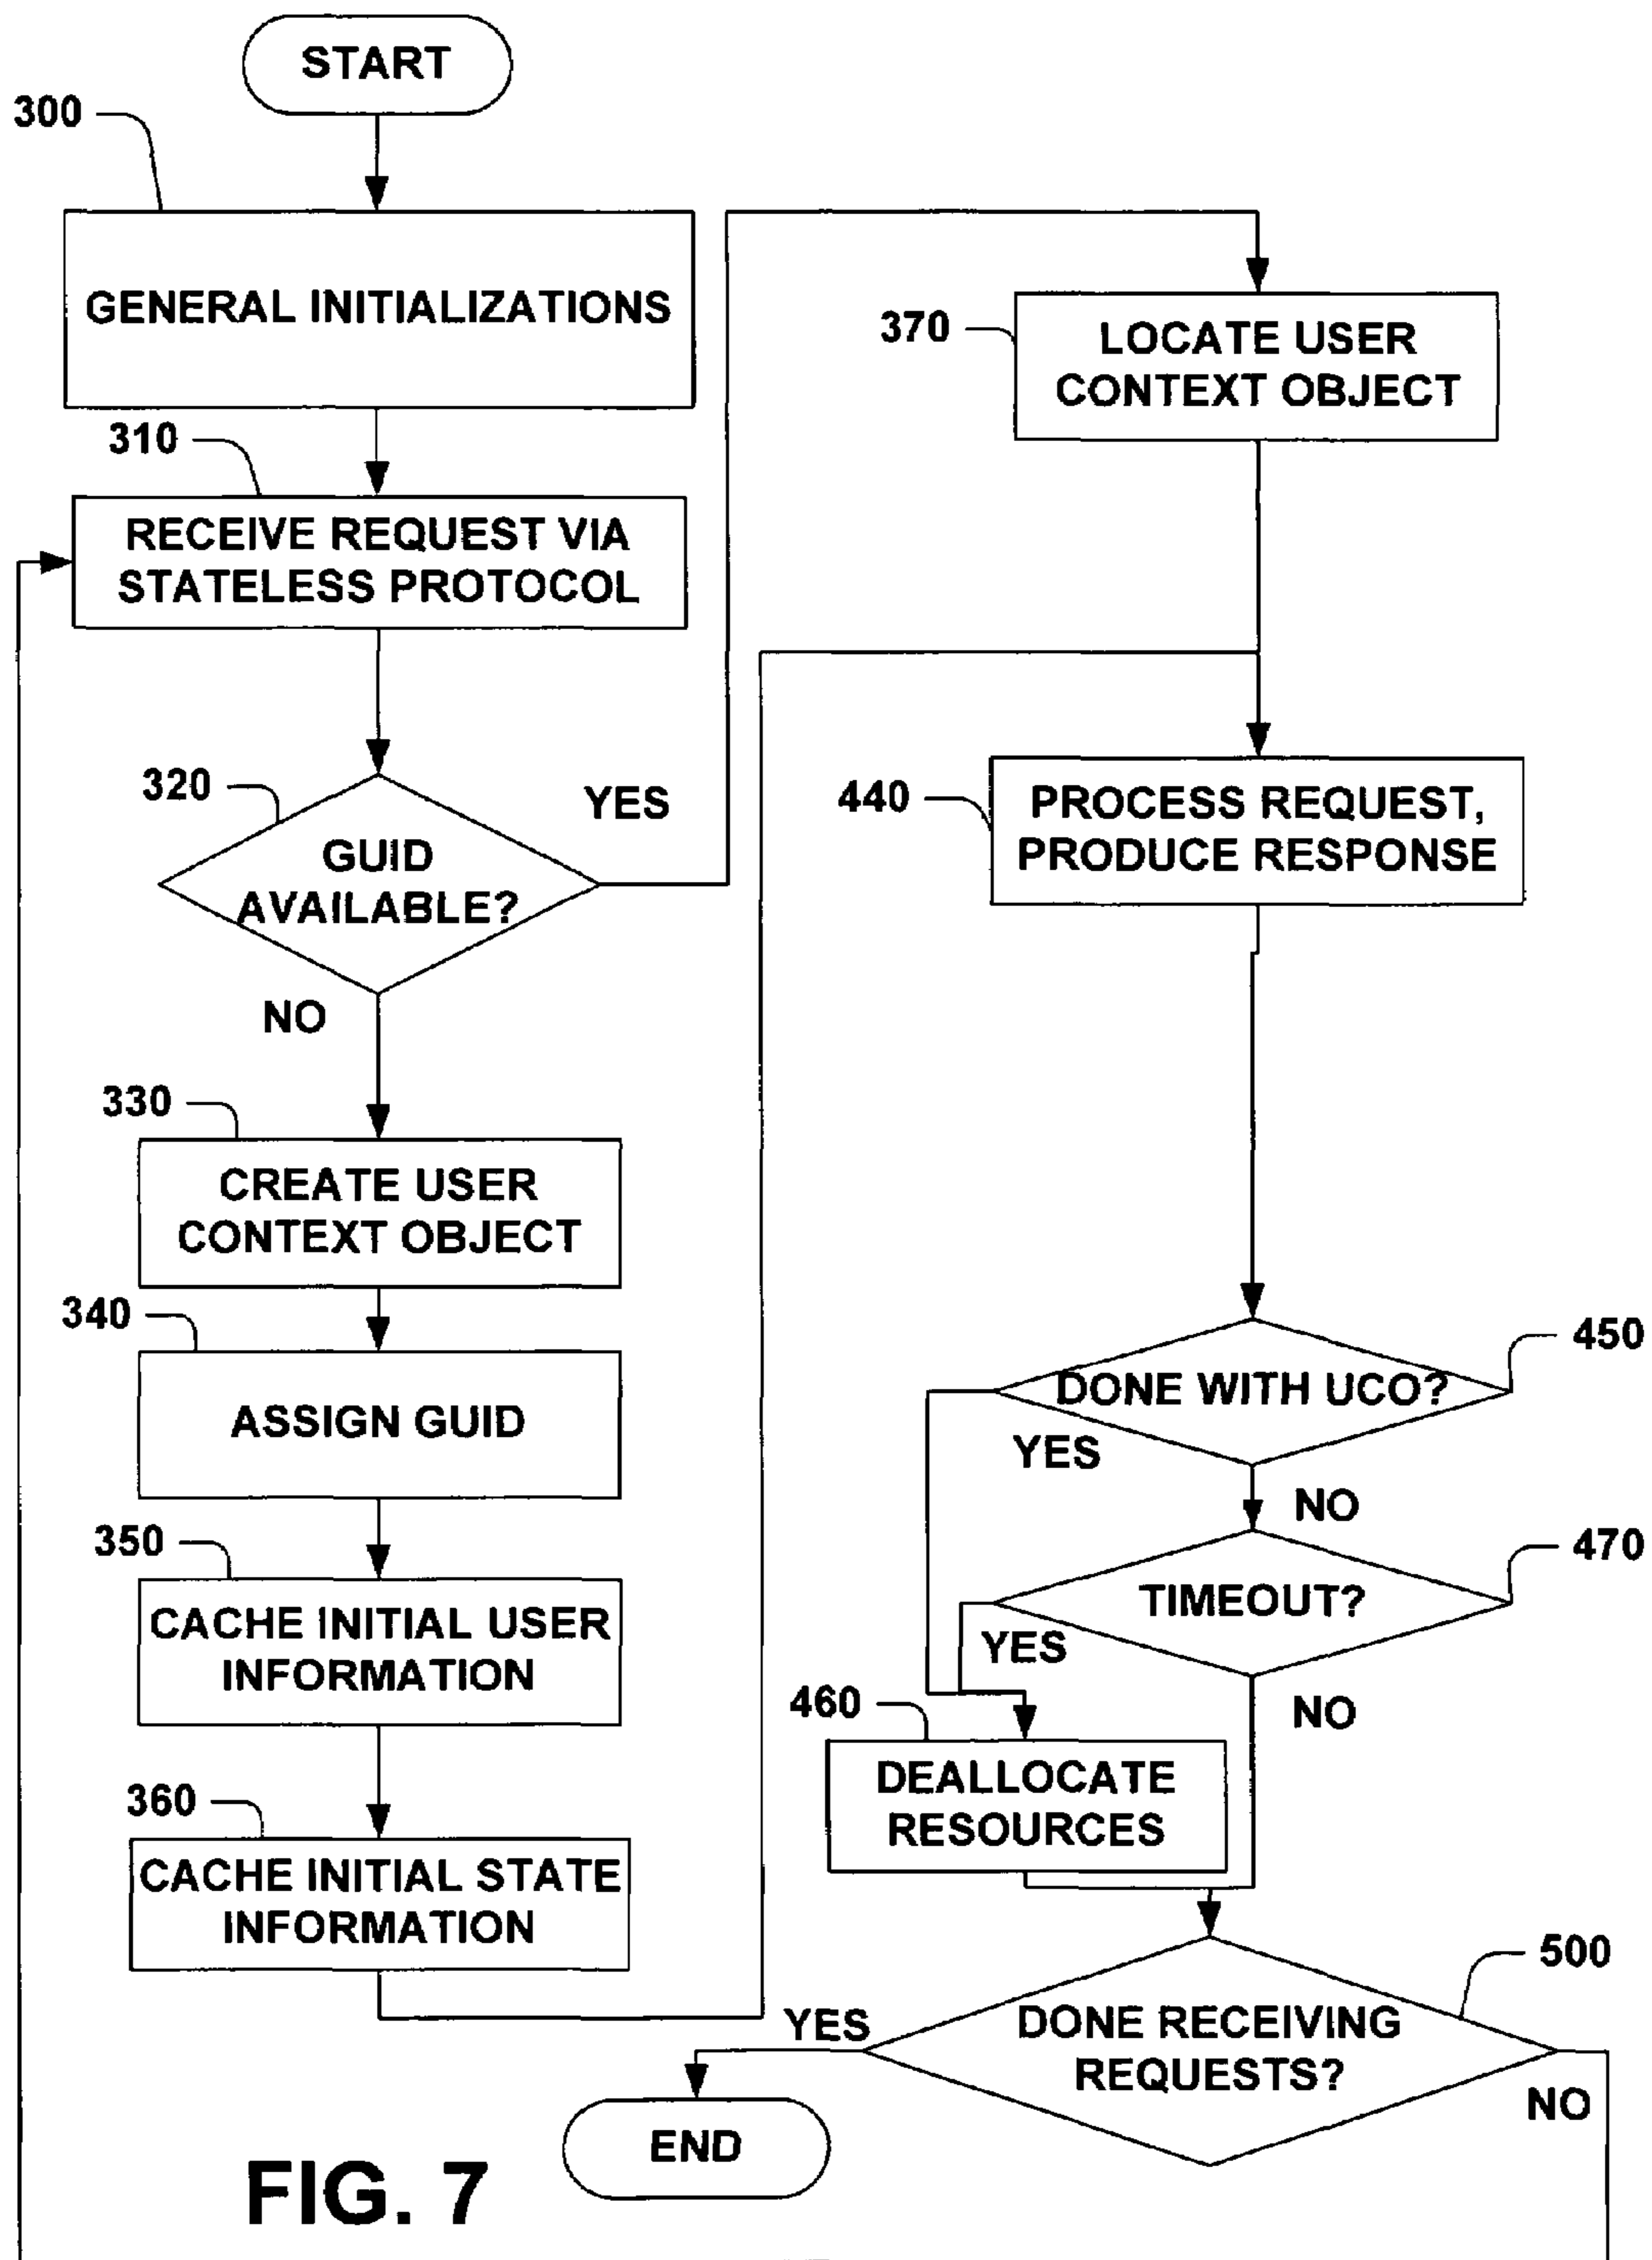 START
300
GENERAL INITIALIZATIONS
310
RECEIVE REQUEST VIA
STATELESS PROTOCOL
320
GUID
AVAILABLE?
YES
NO
330
CREATE USER
CONTEXT OBJECT
340
ASSIGN GUID
350
CACHE INITIAL USER
INFORMATION
360
CACHE INITIAL STATE
INFORMATION
370
LOCATE USER
CONTEXT OBJECT
440
PROCESS REQUEST,
PRODUCE RESPONSE
450
DONE WITH UCO?
YES
NO
470
TIMEOUT?
YES
NO
460
DEALLOCATE
RESOURCES
500
DONE RECEIVING
REQUESTS?
YES
NO
END
FIG. 7